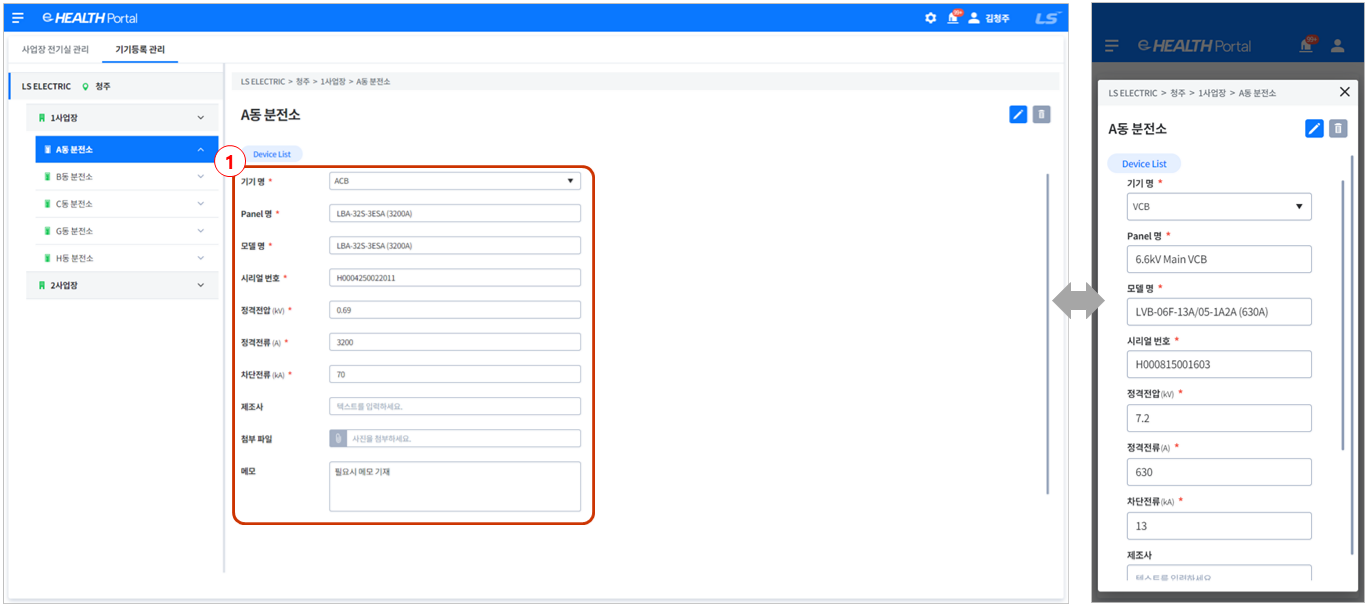 eHEALTH Portal
99+
김청주
LS
사업장 전기실 관리
기기등록 관리
LS ELECTRIC 청주
1사업장
A동 분전소
B동 분전소
C동 분전소
G동 분전소
H동 분전소
2사업장
LS ELECTRIC > 청주 > 1사업장 > A동 분전소
A동 분전소
Device List
1
기기 명 *
ACB
Panel 명 *
LBA-32S-3ESA (3200A)
모델 명 *
LBA-32S-3ESA (3200A)
시리얼 번호 *
H0004250022011
정격전압 (kV) *
0.69
정격전류 (A) *
3200
차단전류 (kA) *
70
제조사
텍스트를 입력하세요.
첨부 파일
사진을 첨부하세요.
메모
필요시 메모 기재
eHEALTH Portal
99+
LS ELECTRIC > 청주 > 1사업장 > A동 분전소
A동 분전소
Device List
기기 명 *
VCB
Panel 명 *
6.6kV Main VCB
모델 명 *
LVB-06F-13A/05-1A2A (630A)
시리얼 번호 *
H000815001603
정격전압(kV) *
7.2
정격전류(A) *
630
차단전류(kA) *
13
제조사
텍스트를 입력하세요